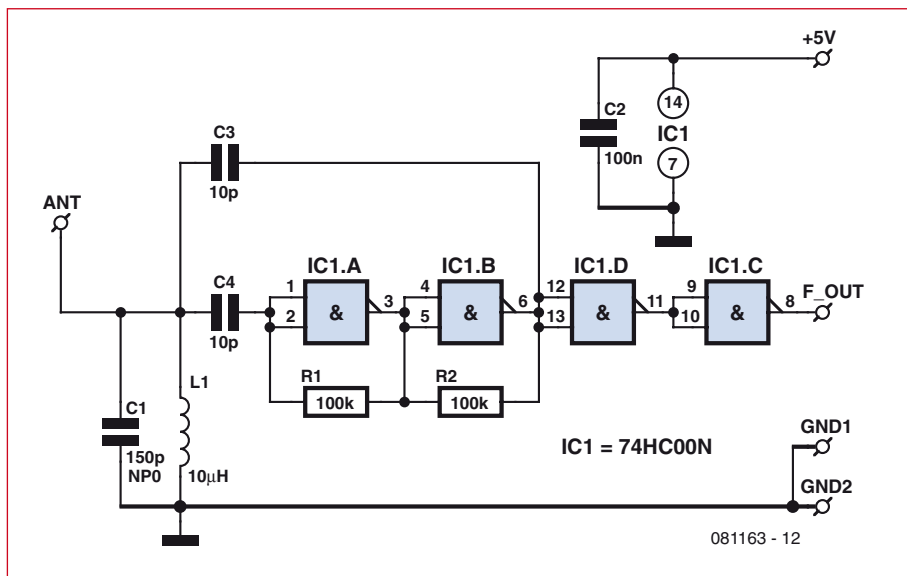 +5V
C2
100n
14
IC1
7
C3
10p
ANT
C4
10p
IC1.A
1
2
3
&
IC1.B
4
5
6
&
IC1.D
12
13
11
&
IC1.C
9
10
8
&
F_OUT
R1
100k
R2
100k
L1
10µH
C1
150p
NP0
IC1 = 74HC00N
GND1
GND2
081163 - 12